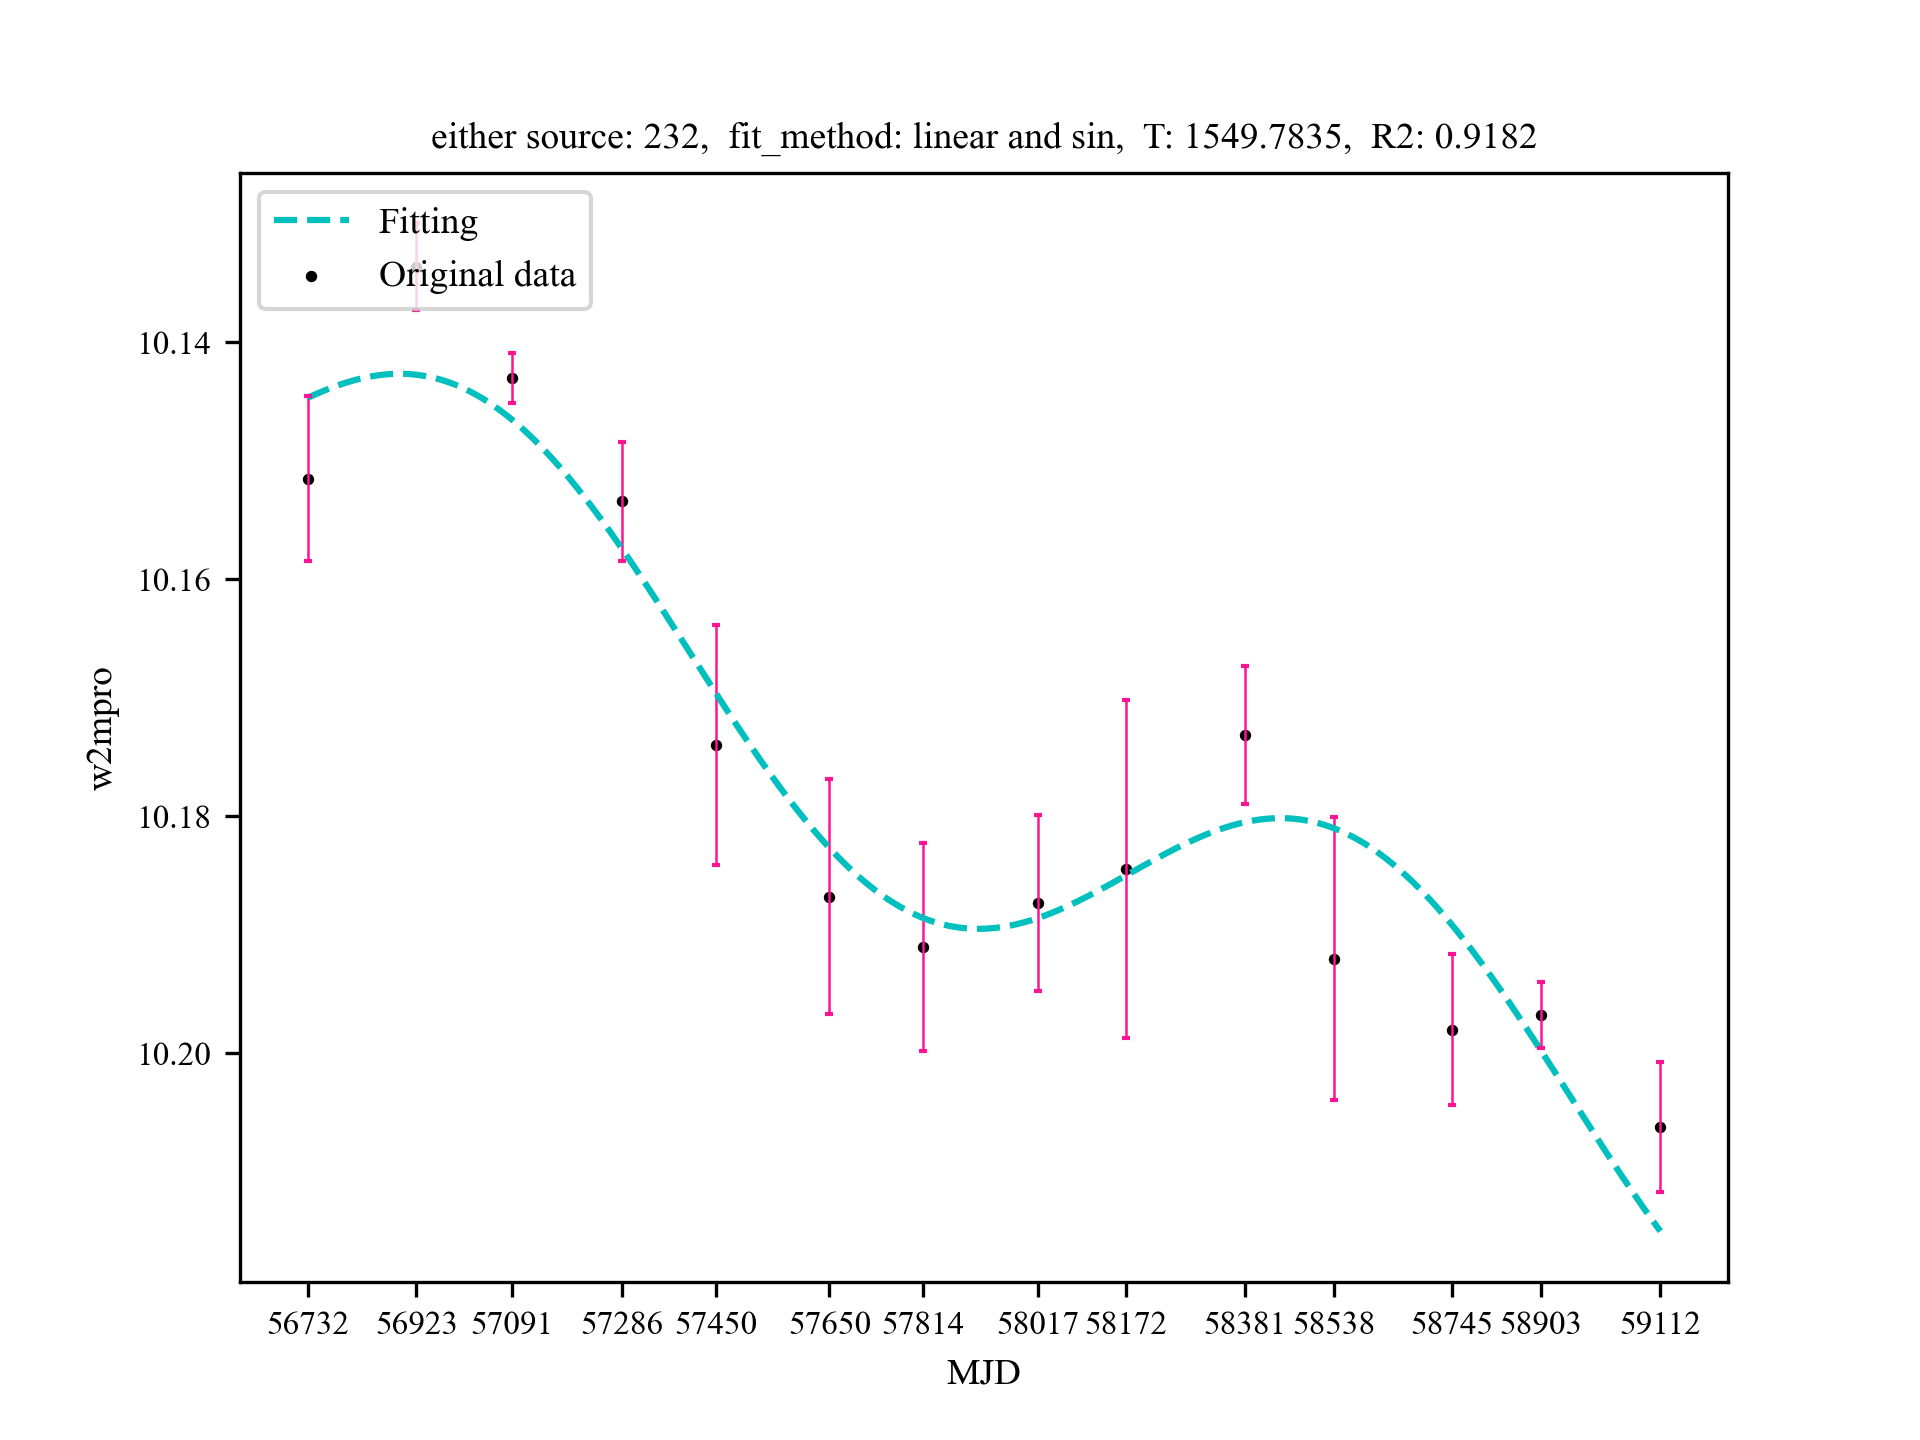 either source: 232,  fit_method: linear and sin,  T: 1549.7835,  R2: 0.9182
Fitting
Original data
10.14
10.16
10.18
10.20
w2mpro
56732 56923 57091 57286 57450 57650 57814 58017 58172 58381 58538 58745 58903 59112
MJD